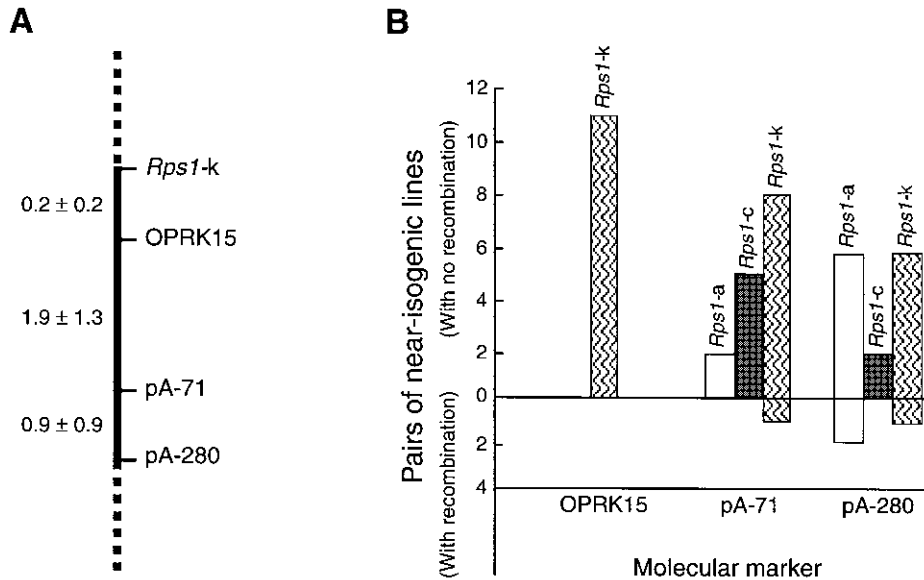 A
Rps1-k
0.2 ± 0.2
OPRK15
1.9 ± 1.3
pA-71
0.9 ± 0.9
pA-280
B
Pairs of near-isogenic lines
(With no recombination)
(With recombination)
12
10
8
6
4
2
0
2
4
Rps1-k
Rps1-a
Rps1-c
Rps1-k
Rps1-a
Rps1-c
Rps1-k
OPRK15
pA-71
pA-280
Molecular marker